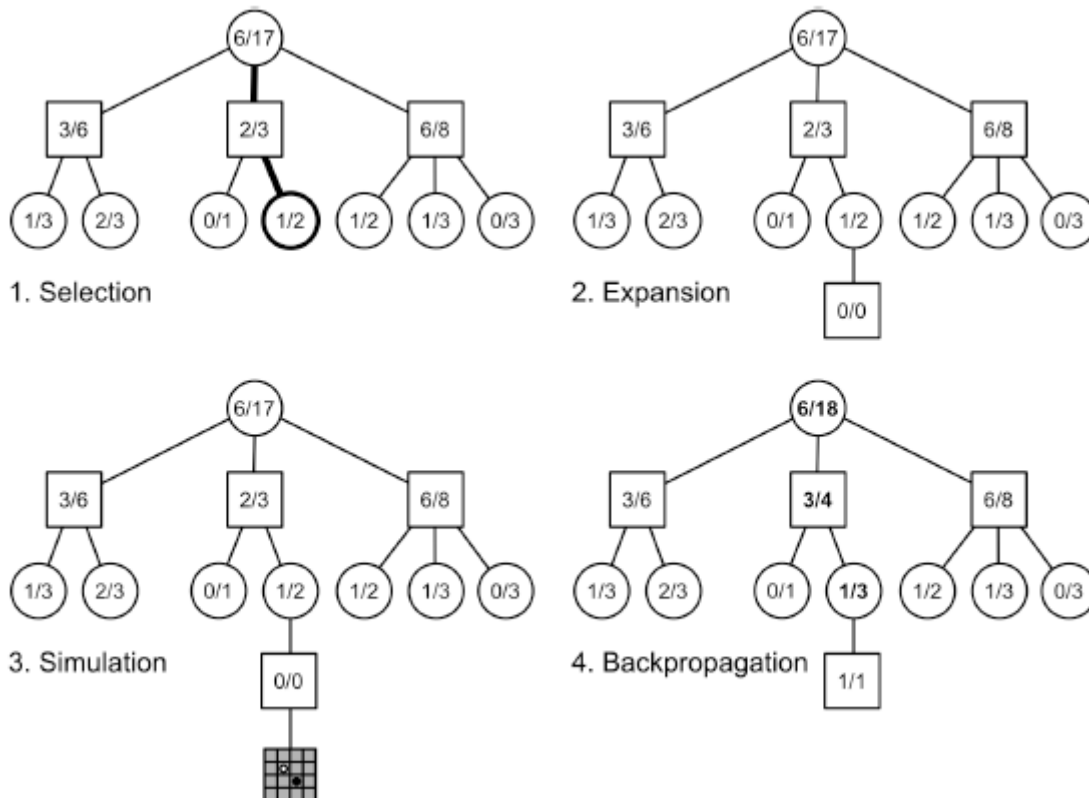 6/17
3/6 2/3 6/8
1/3 2/3 0/1 1/2 1/2 1/3 0/3
1. Selection
6/17
3/6 2/3 6/8
1/3 2/3 0/1 1/2 1/2 1/3 0/3
2. Expansion
0/0
6/17
3/6 2/3 6/8
1/3 2/3 0/1 1/2 1/2 1/3 0/3
3. Simulation
0/0
6/18
3/6 3/4 6/8
1/3 2/3 0/1 1/3 1/2 1/3 0/3
4. Backpropagation
1/1